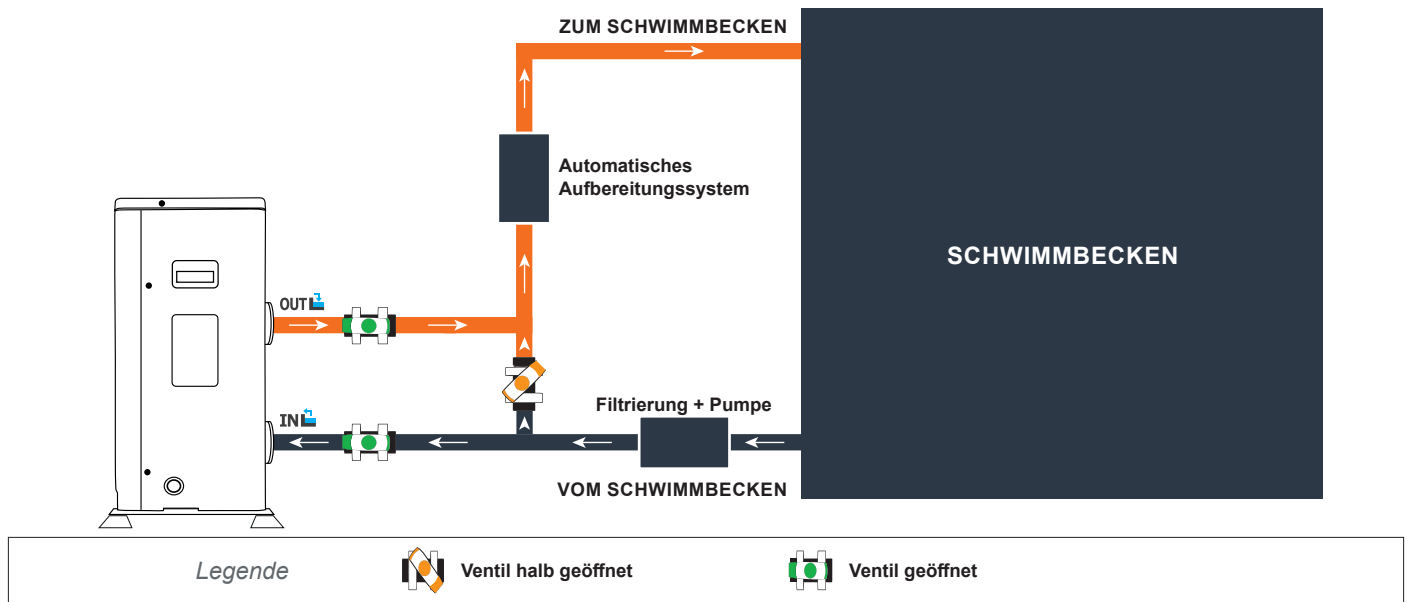 ZUM SCHWIMMBECKEN
Automatisches
Aufbereitungssystem
SCHWIMMBECKEN
OUT
IN
Filtrierung + Pumpe
VOM SCHWIMMBECKEN
Legende
Ventil halb geöffnet
Ventil geöffnet